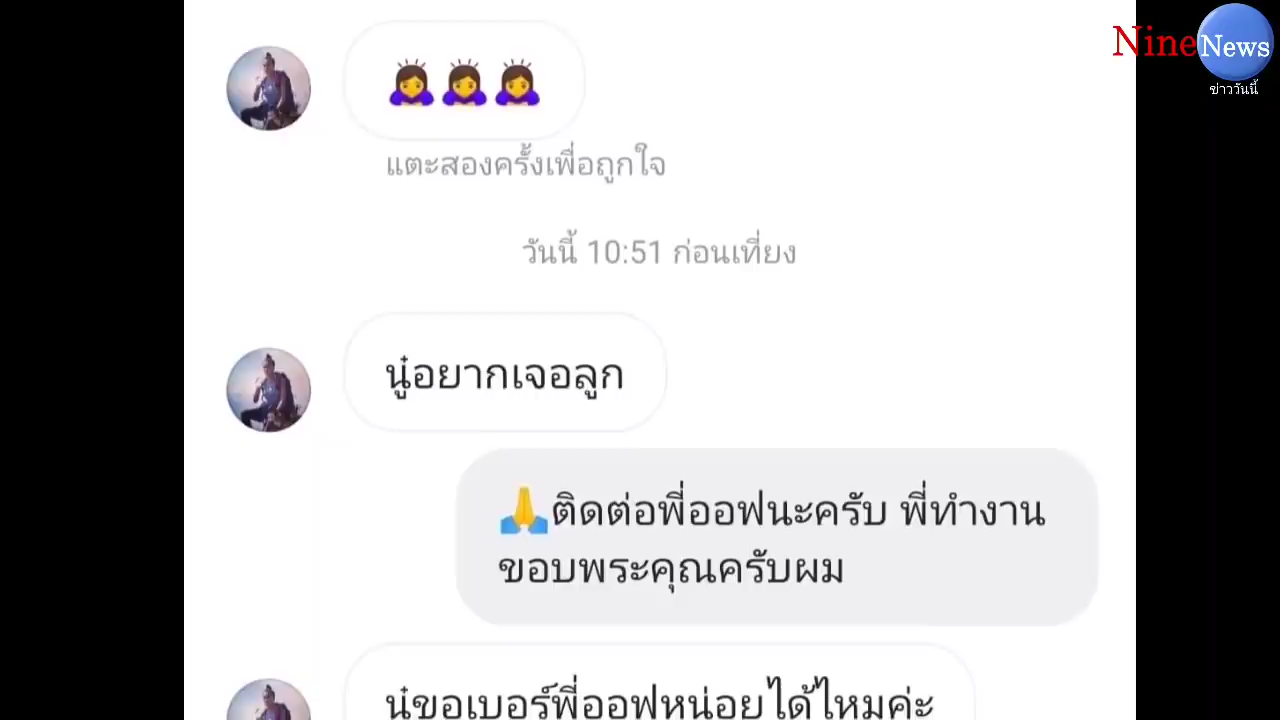 Nine News
ข่าววันนี้
แตะสองครั้งเพื่อถูกใจ
วันนี้ 10:51 ก่อนเที่ยง
นู๋อยากเจอลูก
🙏ติดต่อพี่ออฟนะครับ พี่ทำงาน
ขอบพระคุณครับผม
นู๋ขอเบอร์พี่ออฟหน่อยได้ไหมค่ะ